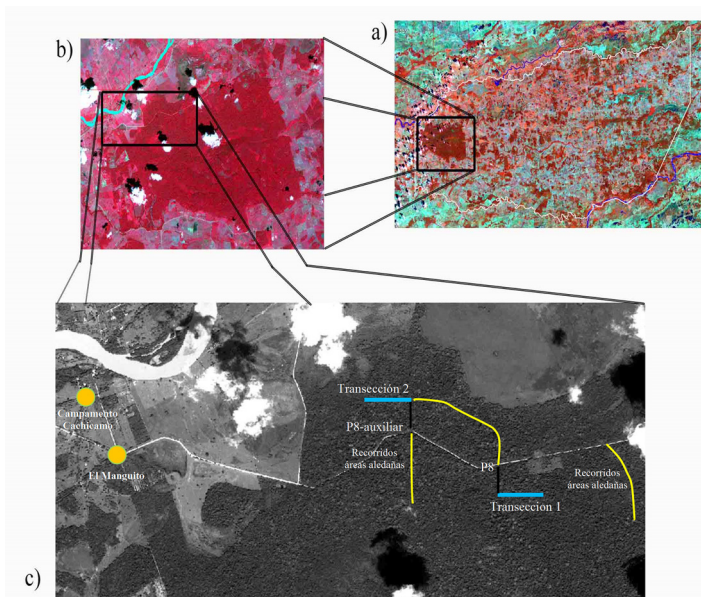 b)
a)
Transección 2
Campamento
Cachicamo
P8-auxiliar
El Manguito
Recorridos
áreas aledañas
P8
Recorridos
áreas aledañas
Transeccion 1
c)